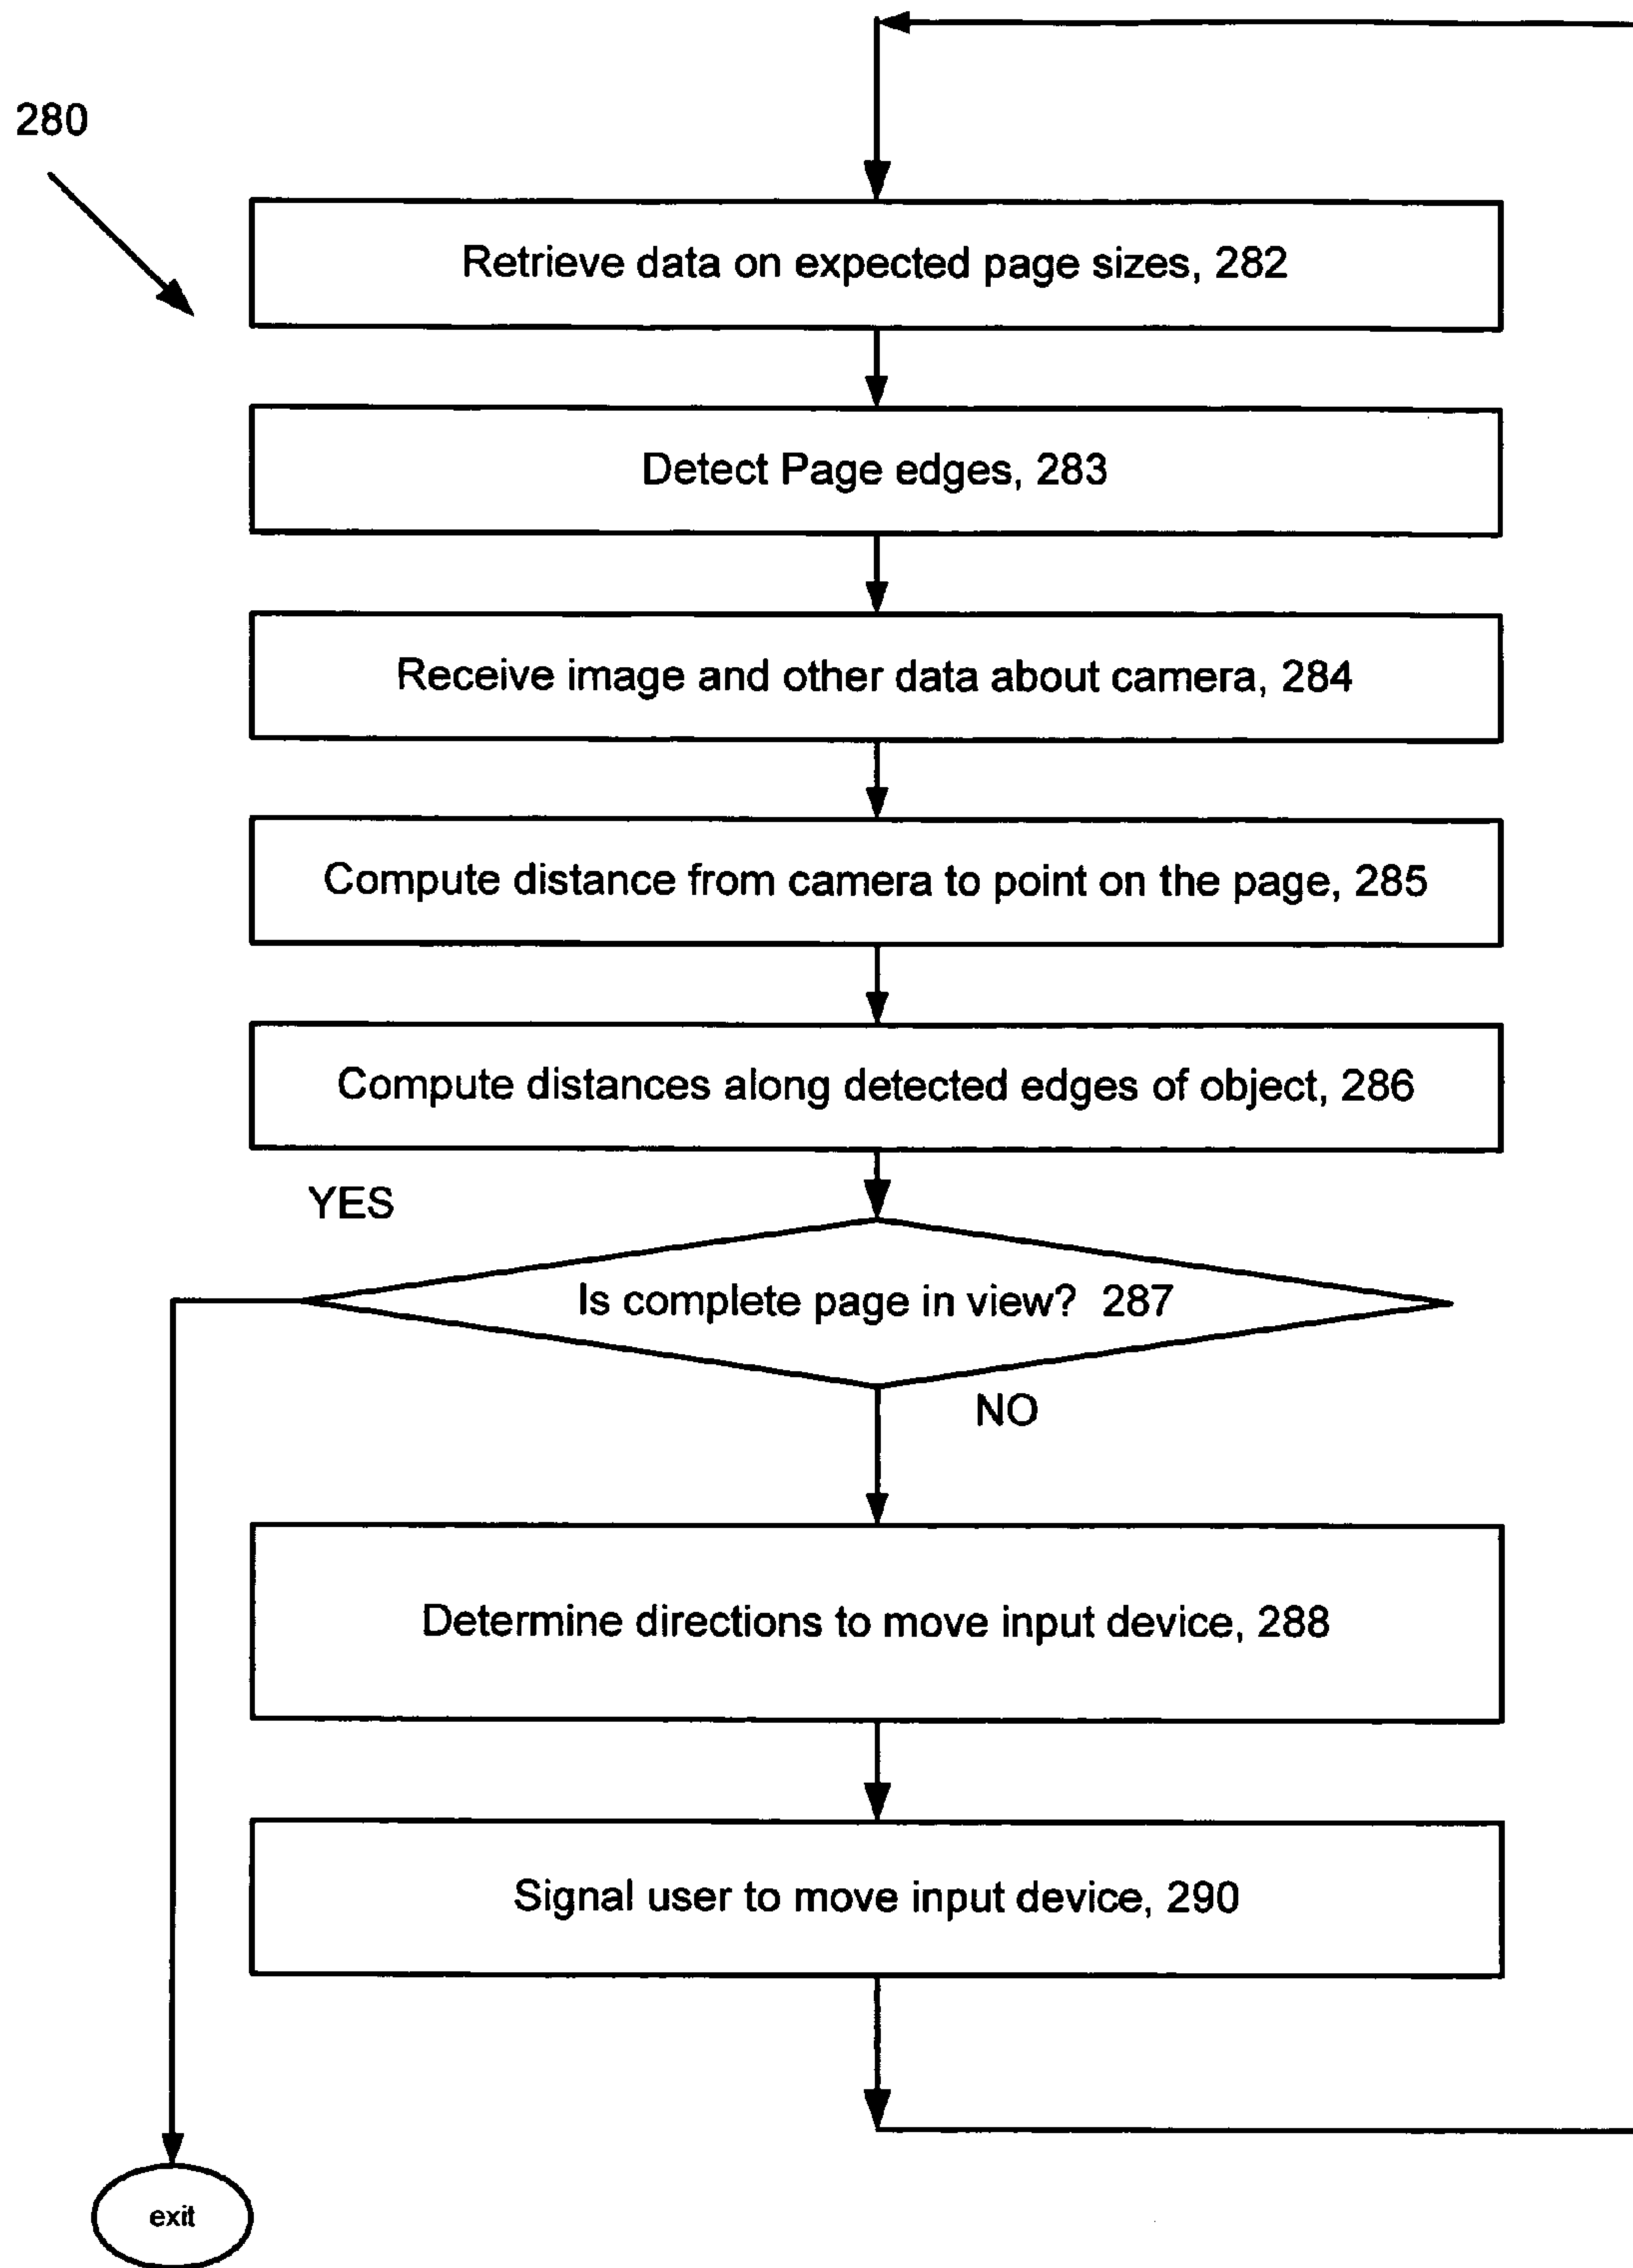 280
Retrieve data on expected page sizes, 282
Detect Page edges, 283
Receive image and other data about camera, 284
Compute distance from camera to point on the page, 285
Compute distances along detected edges of object, 286
YES
Is complete page in view? 287
NO
Determine directions to move input device, 288
Signal user to move input device, 290
exit